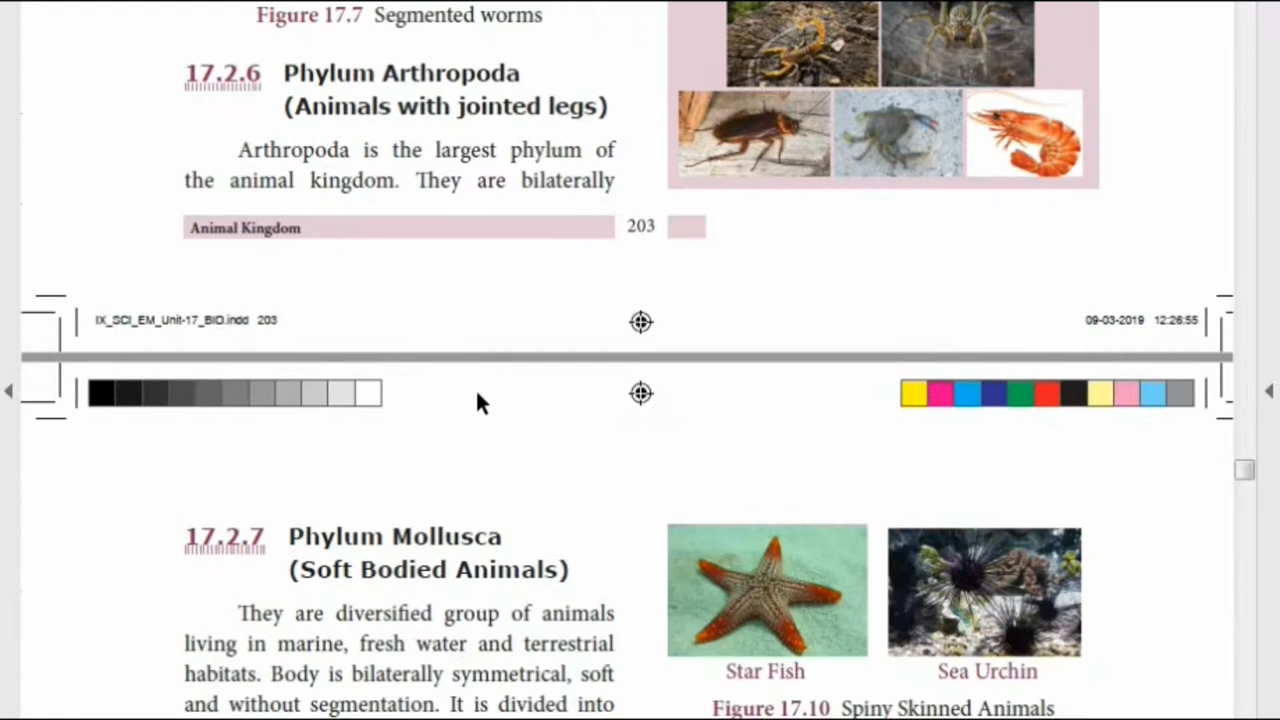 Figure 17.7 Segmented worms
17.2.6 Phylum Arthropoda
(Animals with jointed legs)
Arthropoda is the largest phylum of
the animal kingdom. They are bilaterally
Animal Kingdom 203
IX_SCI_EM_Unit-17_BIO.indd 203
09-03-2019 12:26:55
17.2.7 Phylum Mollusca
(Soft Bodied Animals)
They are diversified group of animals
living in marine, fresh water and terrestrial
habitats. Body is bilaterally symmetrical, soft
and without segmentation. It is divided into
Star Fish
Sea Urchin
Figure 17.10 Spiny Skinned Animals